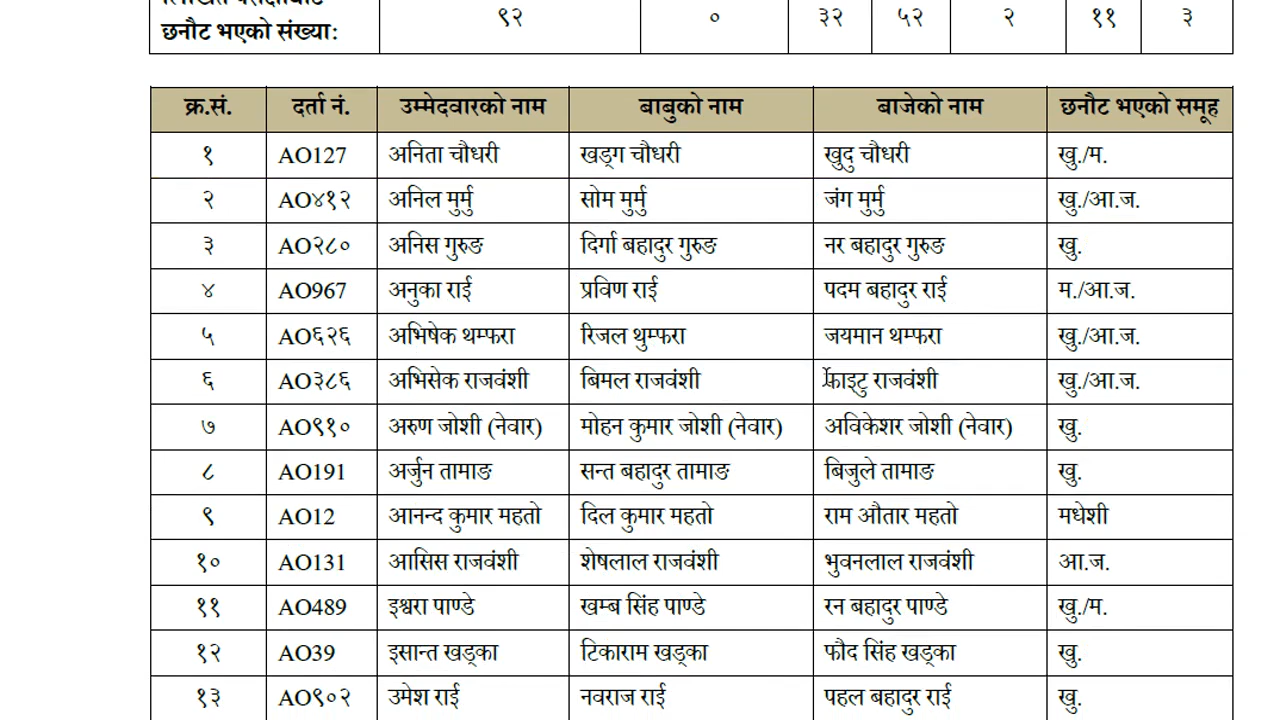 छनौट भएको संख्या: ९२ ० ३२ ५२ २ ११ ३
क्र.सं. दर्ता नं. उम्मेदवारको नाम बाबुको नाम बाजेको नाम छनौट भएको समूह
१ AO127 अनिता चौधरी खड्ग चौधरी खुदु चौधरी खु./म.
२ AO४१२ अनिल मुर्मु सोम मुर्मु जंग मुर्मु खु./आ.ज.
३ AO२८० अनिस गुरुङ दिर्गा बहादुर गुरुङ नर बहादुर गुरुङ खु.
४ AO967 अनुका राई प्रविण राई पदम बहादुर राई म./आ.ज.
५ AO६२६ अभिषेक थम्फरा रिजल थुम्फरा जयमान थम्फरा खु./आ.ज.
६ AO३८६ अभिसेक राजवंशी बिमल राजवंशी राजवंशी खु./आ.ज.
७ AO९१० अरुण जोशी (नेवार) मोहन कुमार जोशी (नेवार) अविकेशर जोशी (नेवार) खु.
८ AO191 अर्जुन तामाङ सन्त बहादुर तामाङ बिजुले तामाङ खु.
९ AO12 आनन्द कुमार महतो दिल कुमार महतो राम औतार महतो मधेशी
१० AO131 आसिस राजवंशी शेषलाल राजवंशी भुवनलाल राजवंशी आ.ज.
११ AO489 इश्वरा पाण्डे खम्ब सिंह पाण्डे रन बहादुर पाण्डे खु./म.
१२ AO39 इसान्त खड्का टिकाराम खड्का फौद सिंह खड्का खु.
१३ AO९०२ उमेश राई नवराज राई पहल बहादुर राई खु.